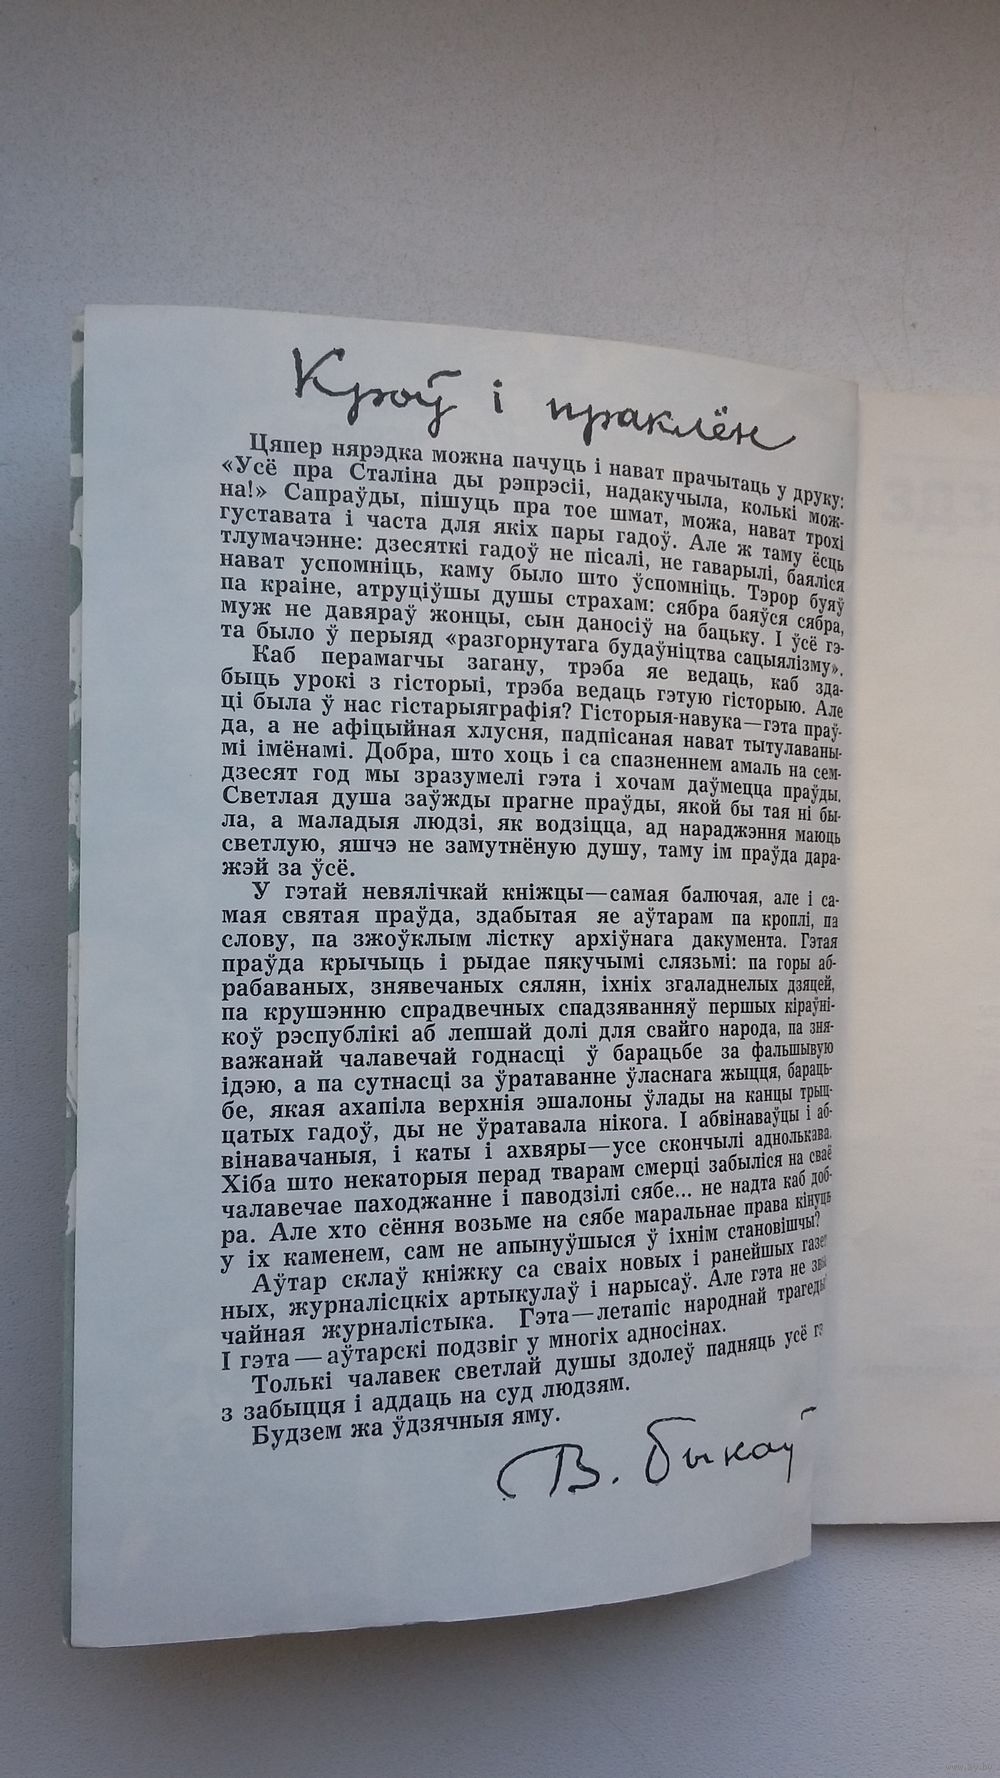 Кроў і праклён
Цяпер нярэдка можна пачуць і нават прачытаць у друку:
«Усё пра Сталіна ды рэпрэсіі, надакучыла, колькі мож-
на!» Сапраўды, пішуць пра тое шмат, можа, нават трохі
густавата і часта для якіх пары гадоў. Але ж таму ёсць
тлумачэнне: дзесяткі гадоў не пісалі, не гаварылі, баяліся
нават успомніць, каму было што ўспомніць. Тэрор буяў
па краіне, атруціўшы душы страхам: сябра баяўся сябра,
муж не давяраў жонцы, сын даносіў на бацьку. І ўсё гэ-
та было ў перыяд «разгорнутага будаўніцтва сацыялізму».
Каб перамагчы загану, трэба яе ведаць, каб зда-
быць урокі з гісторыі, трэба ведаць гэтую гісторыю. Але
ці была ў нас гістарыяграфія? Гісторыя-навука—гэта праў-
да, а не афіцыйная хлусня, падпісаная нават тытулаваны-
мі імёнамі. Добра, што хоць і са спазненнем амаль на сем-
дзесят год мы зразумелі гэта і хочам даўмецца праўды.
Светлая душа заўжды прагне праўды, якой бы тая ні бы-
ла, а маладыя людзі, як водзіцца, ад нараджэння маюць
светлую, яшчэ не замутнёную душу, таму ім праўда дара-
жэй за ўсё.
У гэтай невялічкай кніжцы—самая балючая, але і са-
мая святая праўда, здабытая яе аўтарам па кроплі, па
слову, па зжоўклым лістку архіўнага дакумента. Гэтая
праўда крычыць і рыдае пякучымі слязьмі: па горы аб-
рабаваных, знявечаных сялян, іхніх згаладнелых дзяцей,
па крушэнню спрадвечных спадзяванняў першых кіраўні-
коў рэспублікі аб лепшай долі для свайго народа, па зня-
важанай чалавечай годнасці ў барацьбе за фальшывую
ідэю, а па сутнасці за ўратаванне ўласнага жыцця, бараць-
бе, якая ахапіла верхнія эшалоны ўлады на канцы трыц-
цатых гадоў, ды не ўратавала нікога. І абвінаваўцы і аб-
вінавачаныя, і каты і ахвяры—усе скончылі аднолькава.
Хіба што некаторыя перад тварам смерці забыліся на сваё
чалавечае паходжанне і паводзілі сябе... не надта каб доб-
ра. Але хто сёння возьме на сябе маральнае права кінуць
у іх каменем, сам не апынуўшыся ў іхнім становішчы?
Аўтар склаў кніжку са сваіх новых і ранейшых газет
ных, журналісцкіх артыкулаў і нарысаў. Але гэта не
чайная журналістыка. Гэта—летапіс народнай трагедыі
І гэта—аўтарскі подзвіг у многіх адносінах.
Толькі чалавек светлай душы здолеў падняць усё
з забыцця і аддаць на суд людзям.
Будзем жа ўдзячныя яму.
В. Быкаў